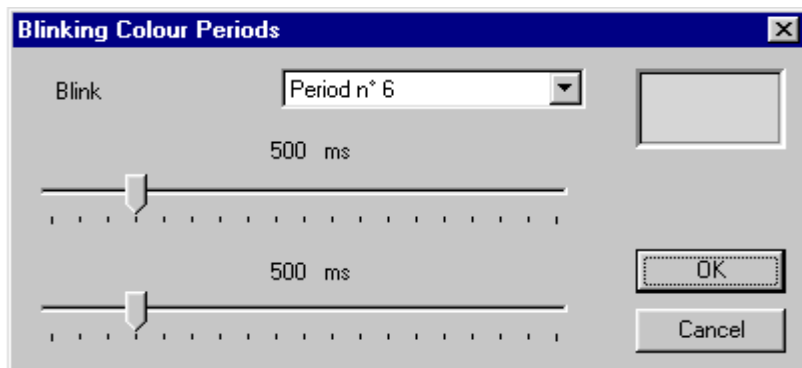 Blinking Colour Periods
Blink
Period n° 6
500 ms
500 ms
OK
Cancel